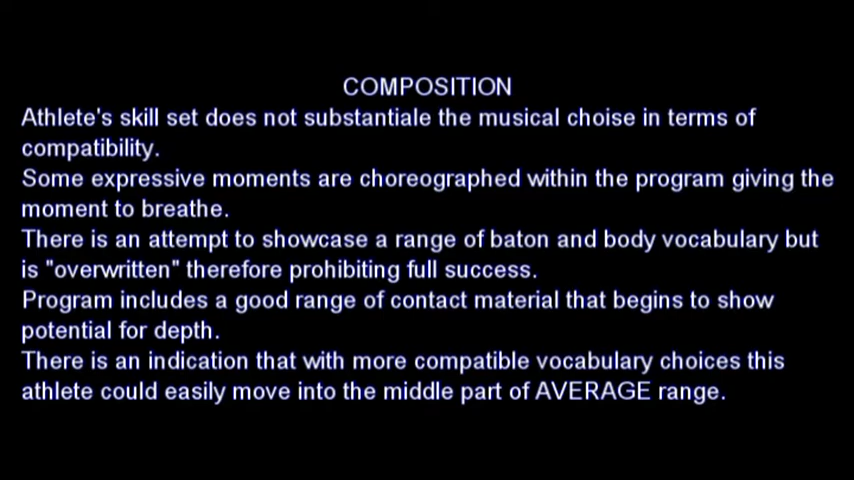 COMPOSITION
Athlete's skill set does not substantiale the musical choise in terms of
compatibility.
Some expressive moments are choreographed within the program giving the
moment to breathe.
There is an attempt to showcase a range of baton and body vocabulary but
is "overwritten" therefore prohibiting full success.
Program includes a good range of contact material that begins to show
potential for depth.
There is an indication that with more compatible vocabulary choices this
athlete could easily move into the middle part of AVERAGE range.